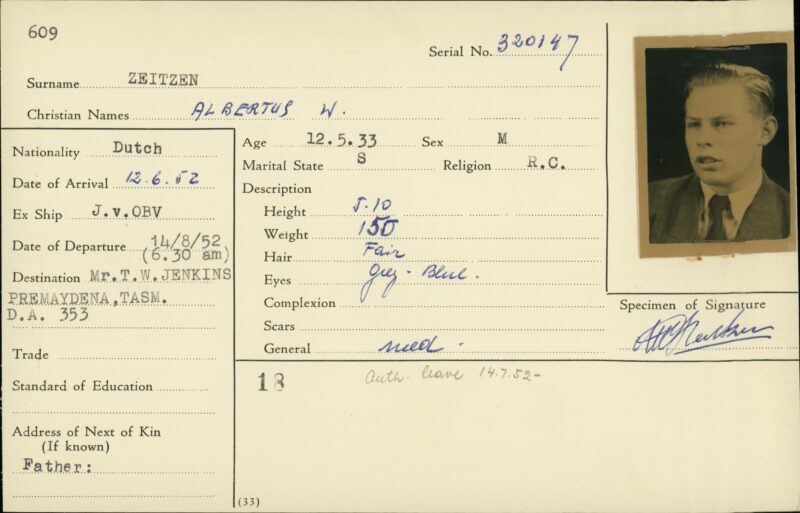 609
Serial No. 320147
Surname ZEITZEN
Christian Names ALBERTUS W.
Nationality Dutch
Date of Arrival 12.6.52
Ex Ship J.v.OBV
Date of Departure 14/8/52
(6.30 am)
Destination Mr.T.W.JENKINS
PREMAYDENA,TASM.
D.A. 353
Trade
Standard of Education
Address of Next of Kin
(If known)
Father:
Age 12.5.33 Sex M
Marital State S Religion R.C.
Description
Height 5.10
Weight 150
Hair Fair
Eyes Grey - Blue.
Complexion
Scars
General med.
18 Auth. leave 14.7.52-
(33)
Specimen of Signature